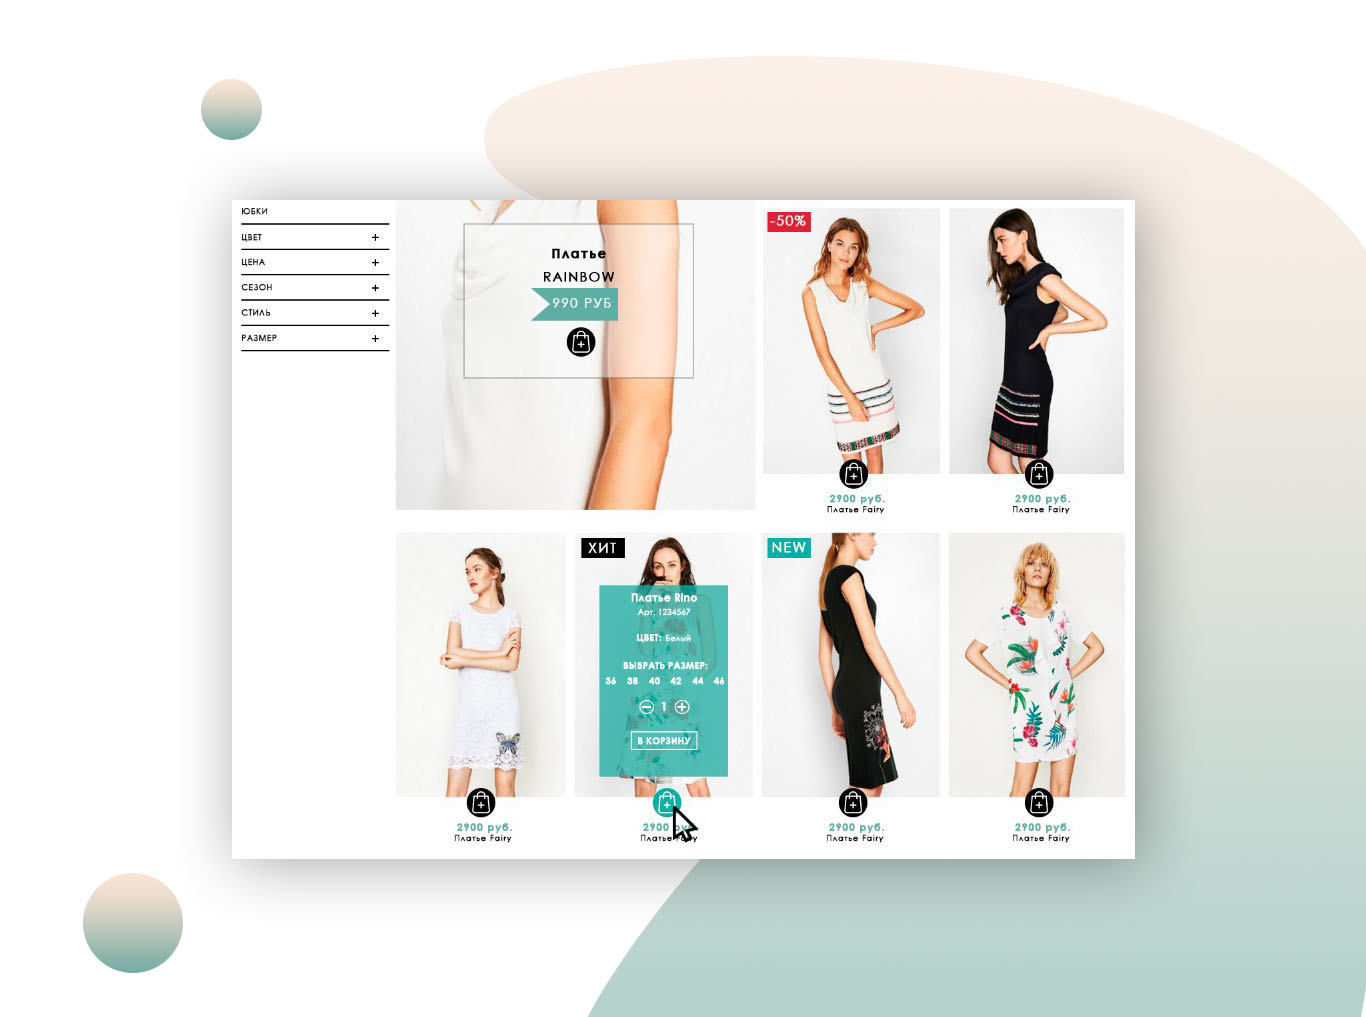 ЮБКИ
ЦВЕТ +
ЦЕНА +
СЕЗОН +
СТИЛЬ +
РАЗМЕР +
Платье
RAINBOW
990 РУБ
-50%
2900 руб.
Платье Fairy
2900 руб.
Платье Fairy
2900 руб.
Платье Fairy
ХИТ
Платье Rino
Арт. 1234567
ЦВЕТ: Белый
ВЫБРАТЬ РАЗМЕР:
36 38 40 42 44 46
1
В КОРЗИНУ
2900 руб.
Платье Fairy
NEW
2900 руб.
Платье Fairy
2900 руб.
Платье Fairy